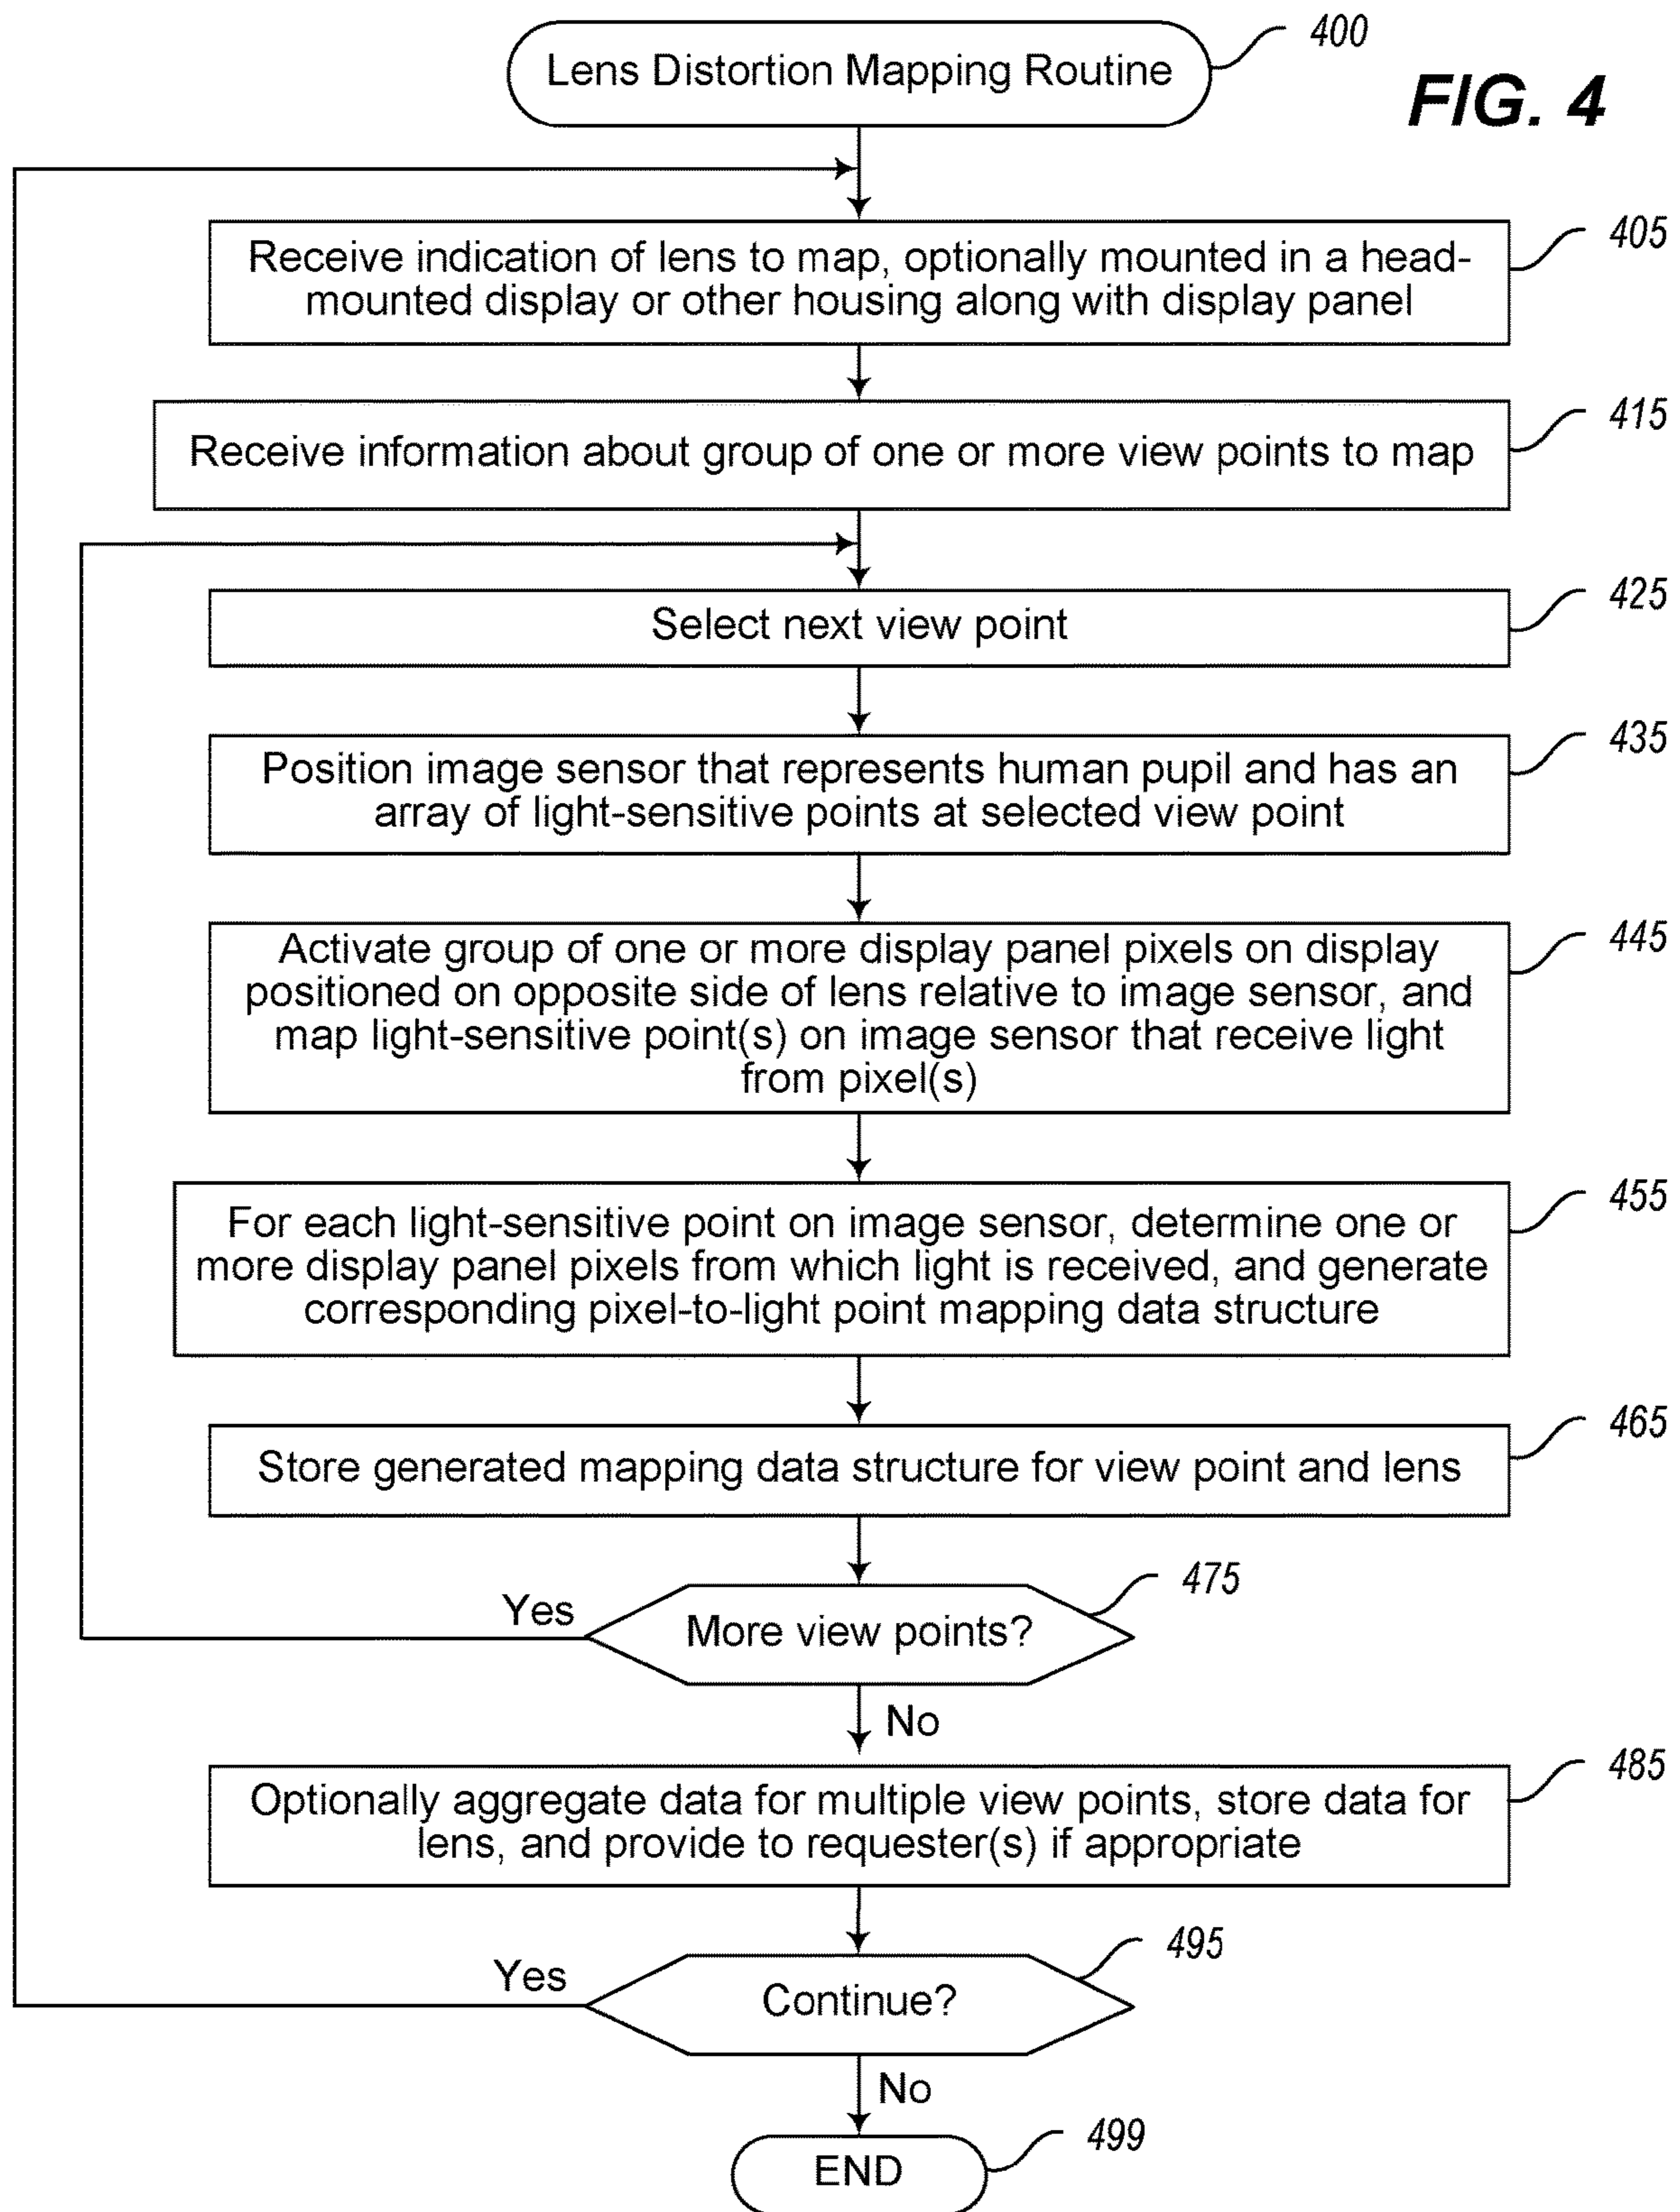 Lens Distortion Mapping Routine
400
FIG. 4
Receive indication of lens to map, optionally mounted in a head-
mounted display or other housing along with display panel
405
Receive information about group of one or more view points to map
415
Select next view point
425
Position image sensor that represents human pupil and has an
array of light-sensitive points at selected view point
435
Activate group of one or more display panel pixels on display
positioned on opposite side of lens relative to image sensor, and
map light-sensitive point(s) on image sensor that receive light
from pixel(s)
445
For each light-sensitive point on image sensor, determine one or
more display panel pixels from which light is received, and generate
corresponding pixel-to-light point mapping data structure
455
Store generated mapping data structure for view point and lens
465
Yes
More view points?
475
No
Optionally aggregate data for multiple view points, store data for
lens, and provide to requester(s) if appropriate
485
Yes
Continue?
495
No
END
499